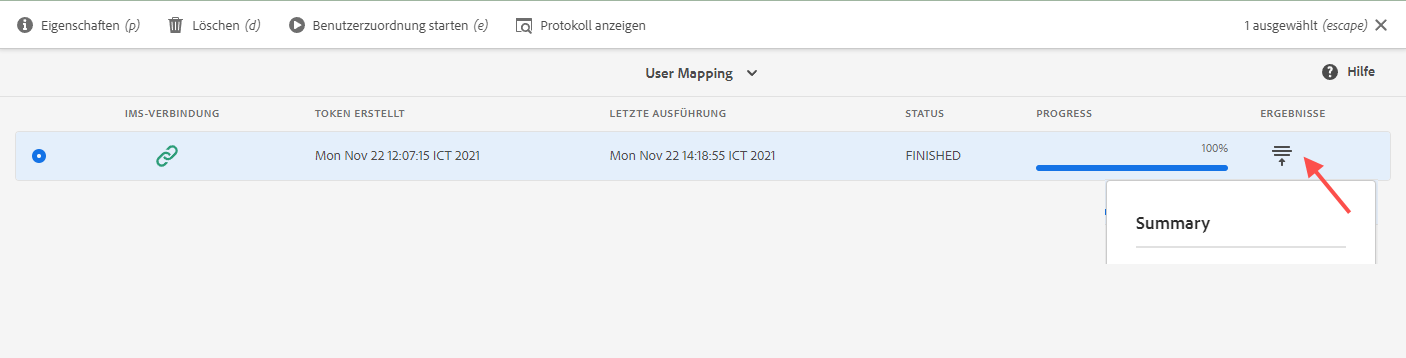 Eigenschaften (p) Löschen (d) Benutzerzuordnung starten (e) Protokoll anzeigen 1 ausgewählt (escape)
User Mapping Hilfe
IMS-VERBINDUNG TOKEN ERSTELLT LETZTE AUSFÜHRUNG STATUS PROGRESS ERGEBNISSE
Mon Nov 22 12:07:15 ICT 2021 Mon Nov 22 14:18:55 ICT 2021 FINISHED 100%
Summary